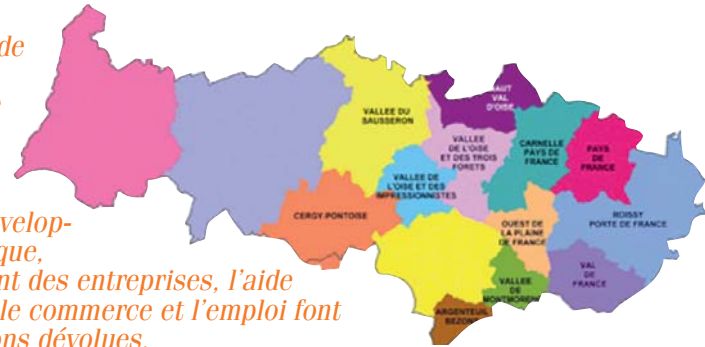 de
velop-
que,
nt des entreprises, l'aide
le commerce et l'emploi font
ons dévolues.
VALLEE DU
SAUSSERON
HAUT
VAL
D'OISE
VALLEE
DE L'OISE
ET DES TROIS
FORETS
CARNELLE
PAYS DE
FRANCE
PAYS
DE
FRANCE
VALLEE DE
L'OISE ET DES
IMPRESSIONNISTES
CERGY PONTOISE
OUEST DE
LA PLAINE
DE FRANCE
ROISSY
PORTE DE FRANCE
VALLEE
DE
MONTMOREN
VAL
DE
FRANCE
ARGENTEUIL
BEZONS